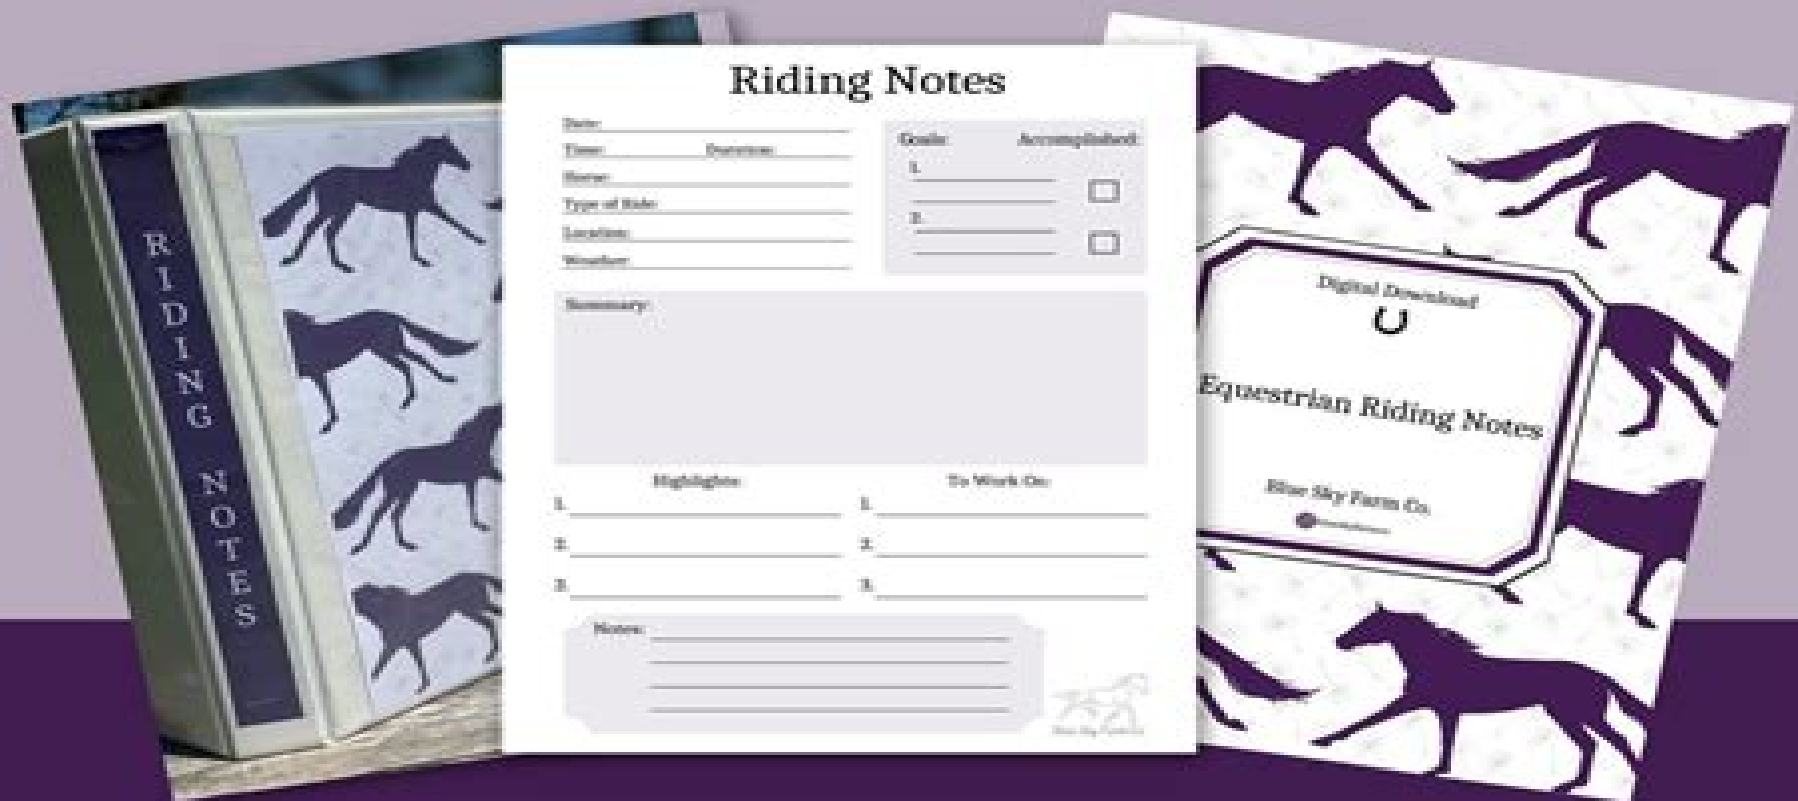 RIDING NOTES
Riding Notes
Date:
Time: Duration:
Horse:
Type of Ride:
Location:
Weather:
Goals: Accomplished:
1.
2.
Summary:
Highlights: To Work On:
1. 1.
2. 2.
3. 3.
Notes:
Digital Download
Equestrian Riding Notes
Blue Sky Farm Co.